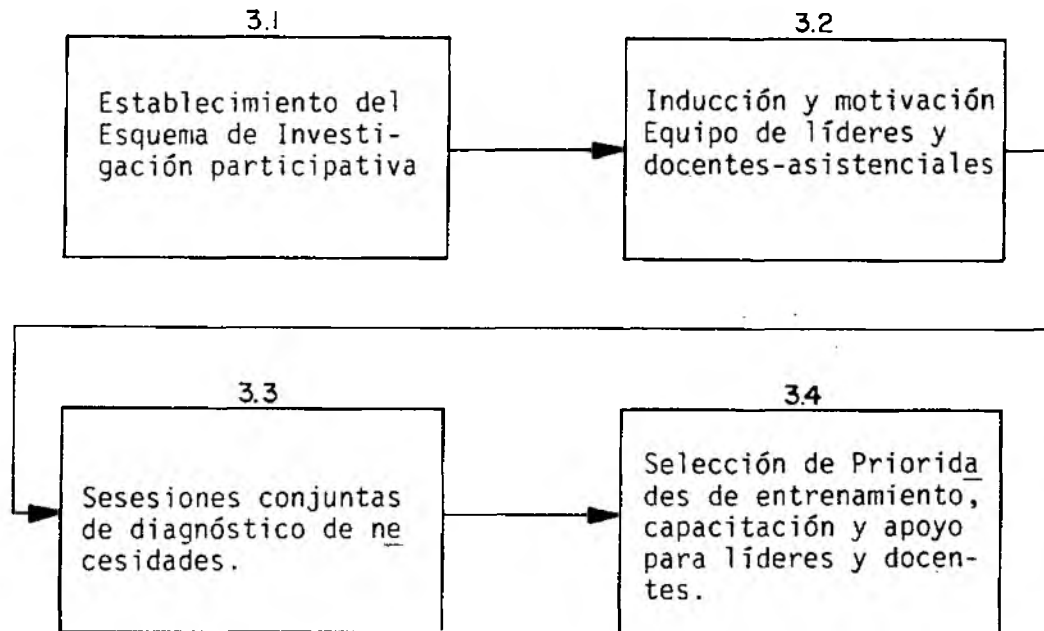 3.1
Establecimiento del
Esquema de Investi-
gación participativa
3.2
Inducción y motivación
Equipo de líderes y
docentes-asistenciales
3.3
Sesesiones conjuntas
de diagnóstico de ne
cesidades.
3.4
Selección de Priorida
des de entrenamiento,
capacitación y apoyo
para líderes y docen-
tes.